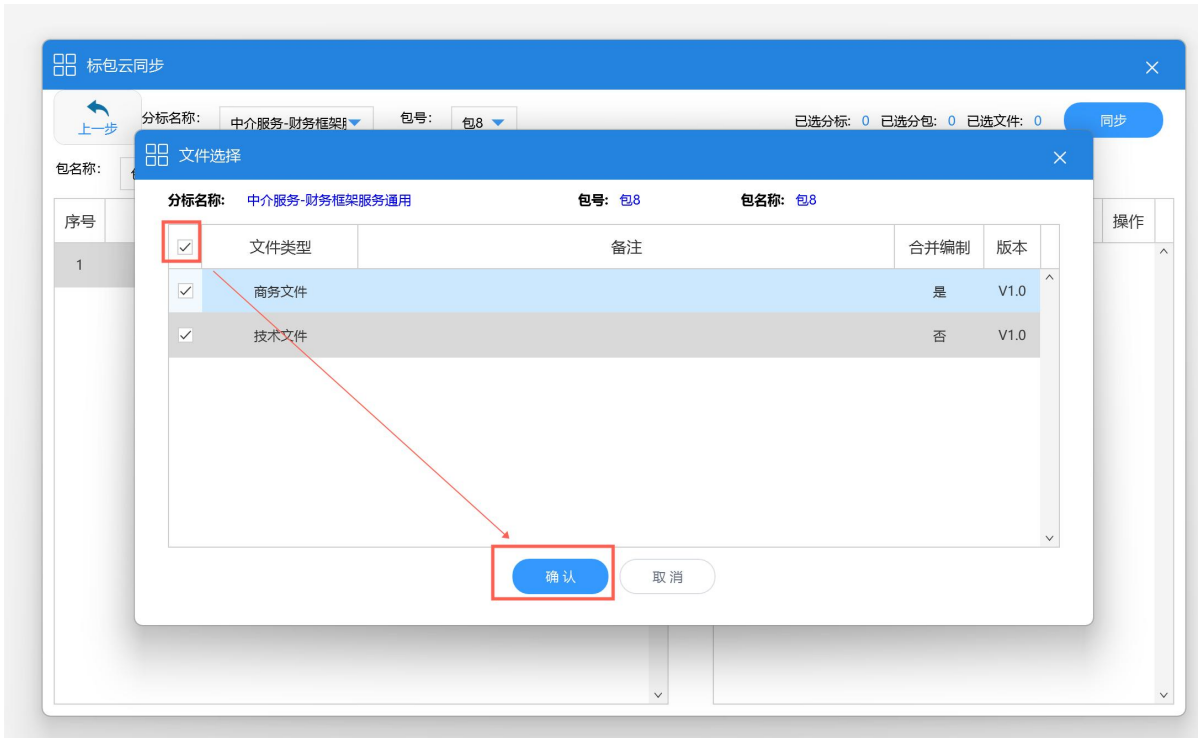 标包云同步
上一步 分标名称： 中介服务-财务框架 包号： 包8 已选分标: 0 已选分包: 0 已选文件: 0 同步
包名称：
文件选择
分标名称: 中介服务-财务框架服务通用 包号: 包8 包名称: 包8
序号 操作
文件类型 备注 合并编制 版本
1
商务文件 是 V1.0
技术文件 否 V1.0
确认 取消